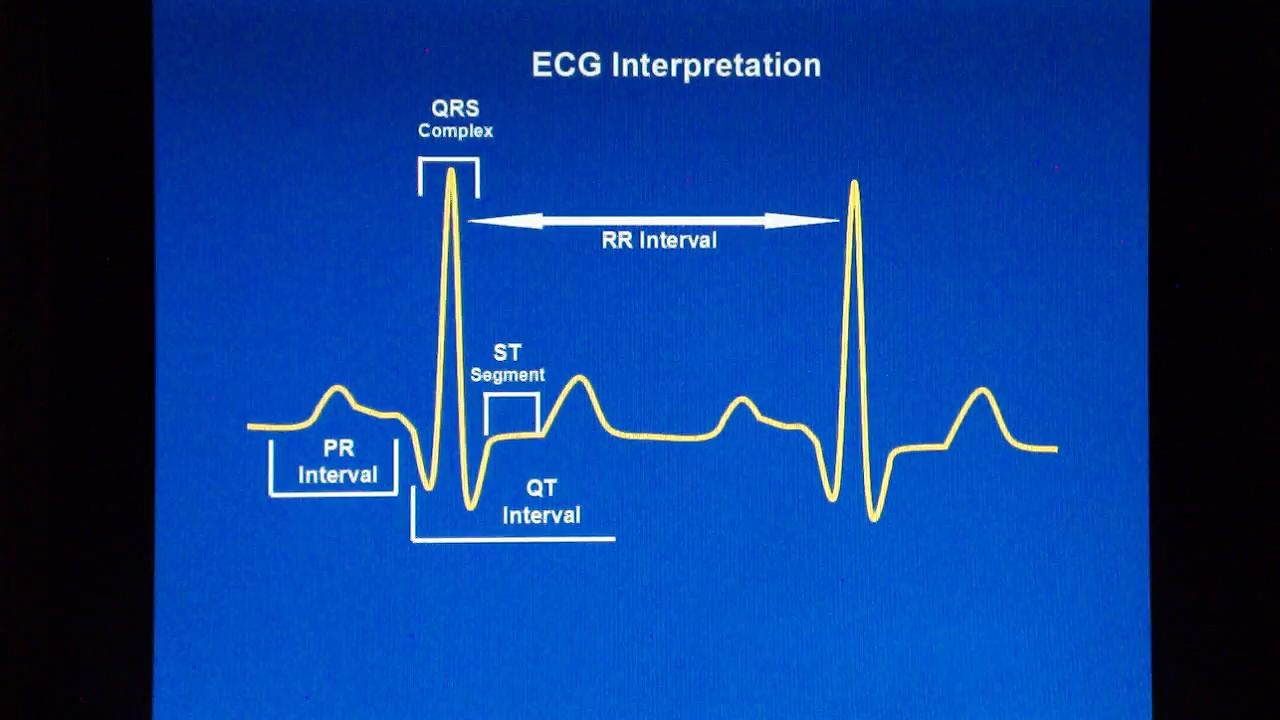 ECG Interpretation
QRS
Complex
RR Interval
ST
Segment
PR
Interval
QT
Interval